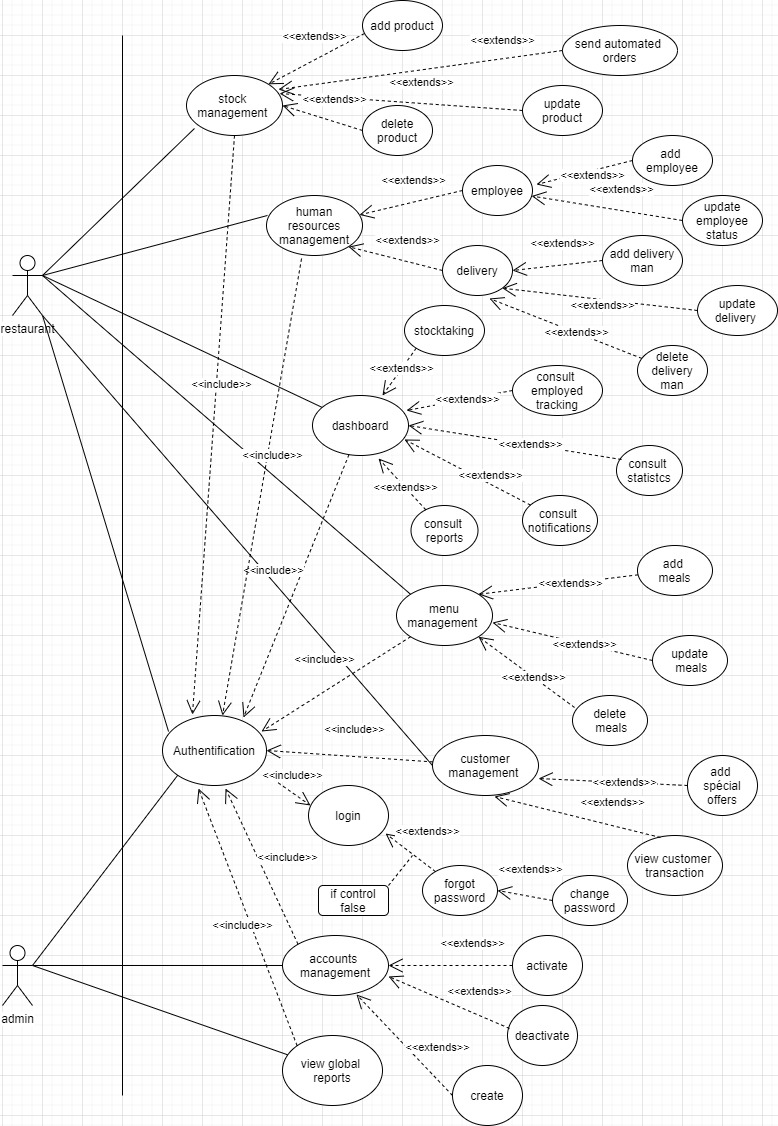 add product
<<extends>>
<<extends>>
send automated
orders
<<extends>>
stock
management
<<extends>>
update
product
delete
product
add
employee
<<extends>>
<<extends>>
<<extends>>
employee
human
resources
management
update
employee
status
<<extends>>
<<extends>>
add delivery
man
delivery
restaurant
<<extends>>
update
delivery
stocktaking
<<extends>>
delete
delivery
man
<<extends>>
<<include>>
consult
employed
tracking
<<extends>>
dashboard
<<extends>>
<<include>>
consult
statistcs
<<extends>>
<<extends>>
consult
notifications
consult
reports
<<include>>
add
meals
<<extends>>
menu
management
<<extends>>
<<include>>
update
meals
<<extends>>
delete
meals
<<include>>
Authentification
customer
management
<<include>>
<<extends>>
add
spécial
offers
<<extends>>
login
<<extends>>
<<include>>
view customer
transaction
<<extends>>
if control
false
forgot
password
change
password
<<include>>
<<extends>>
accounts
management
activate
<<extends>>
admin
deactivate
<<extends>>
view global
reports
create